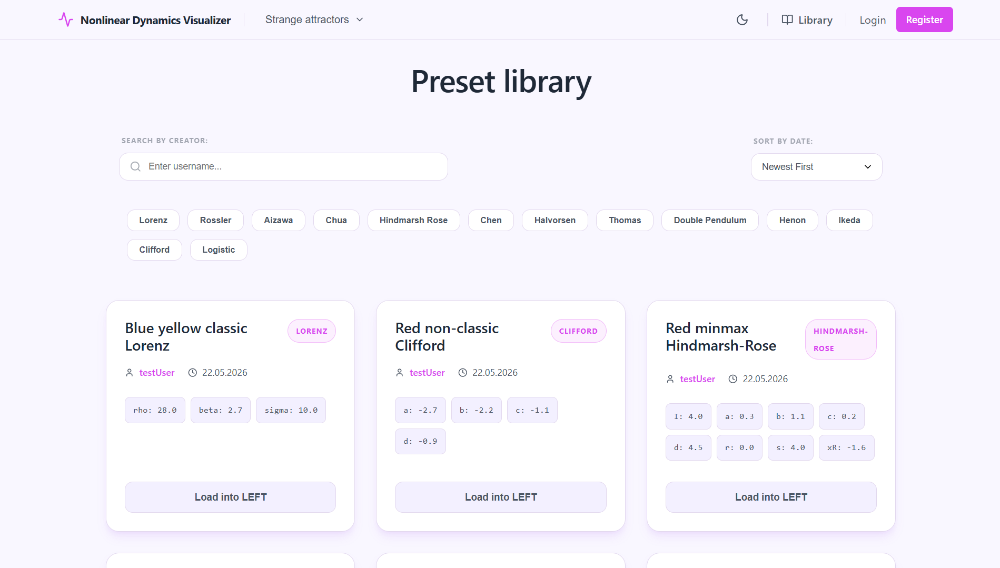 Nonlinear Dynamics Visualizer
Strange attractors
Library
Login
Register
Preset library
SEARCH BY CREATOR:
SORT BY DATE:
Enter username...
Newest First
Lorenz
Rossler
Aizawa
Chua
Hindmarsh Rose
Chen
Halvorsen
Thomas
Double Pendulum
Henon
Ikeda
Clifford
Logistic
Blue yellow classic
Lorenz
LORENZ
testUser
22.05.2026
rho: 28.0
beta: 2.7
sigma: 10.0
Load into LEFT
Red non-classic
Clifford
CLIFFORD
testUser
22.05.2026
a: -2.7
b: -2.2
c: -1.1
d: -0.9
Load into LEFT
Red minmax
Hindmarsh-Rose
HINDMARSH-
ROSE
testUser
22.05.2026
I: 4.0
a: 0.3
b: 1.1
c: 0.2
d: 4.5
r: 0.0
s: 4.0
xR: -1.6
Load into LEFT